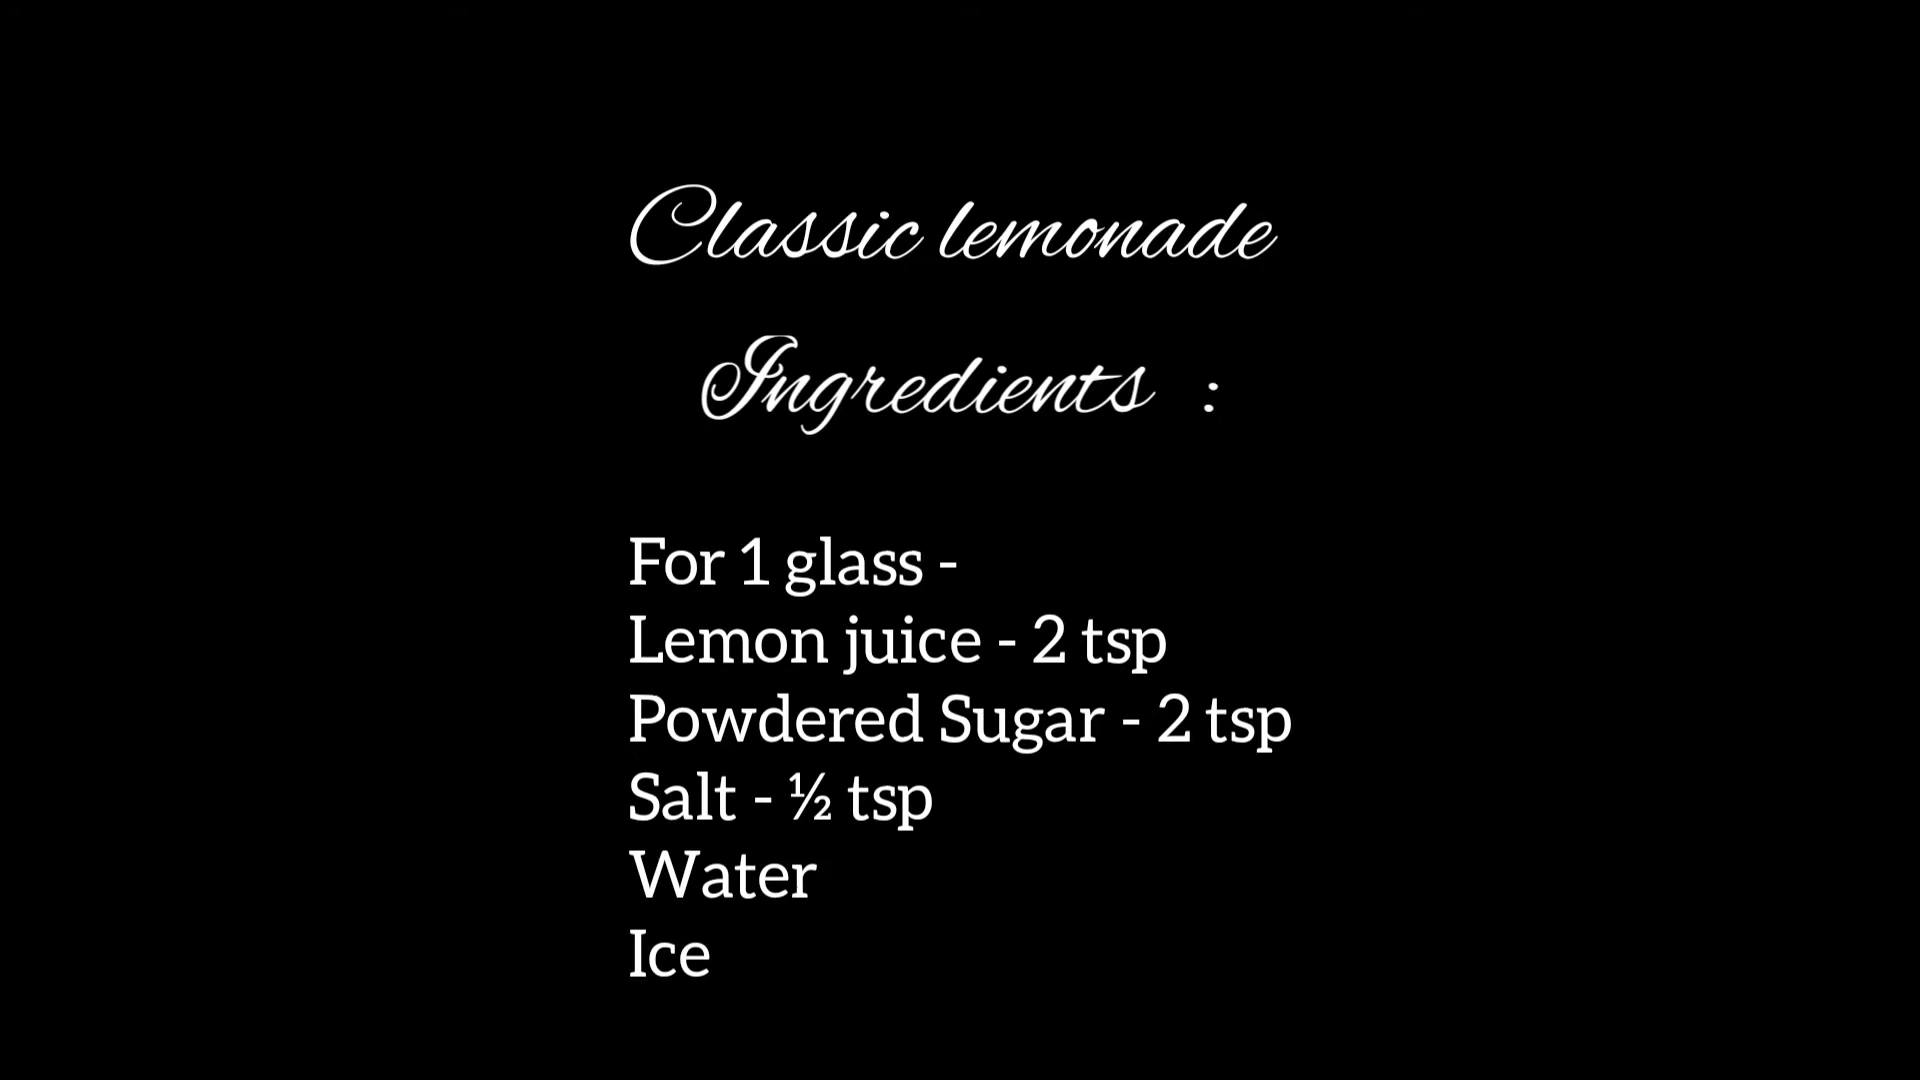 Classic lemonade
Ingredients :
For 1 glass -
Lemon juice - 2 tsp
Powdered Sugar - 2 tsp
Salt - ½ tsp
Water
Ice